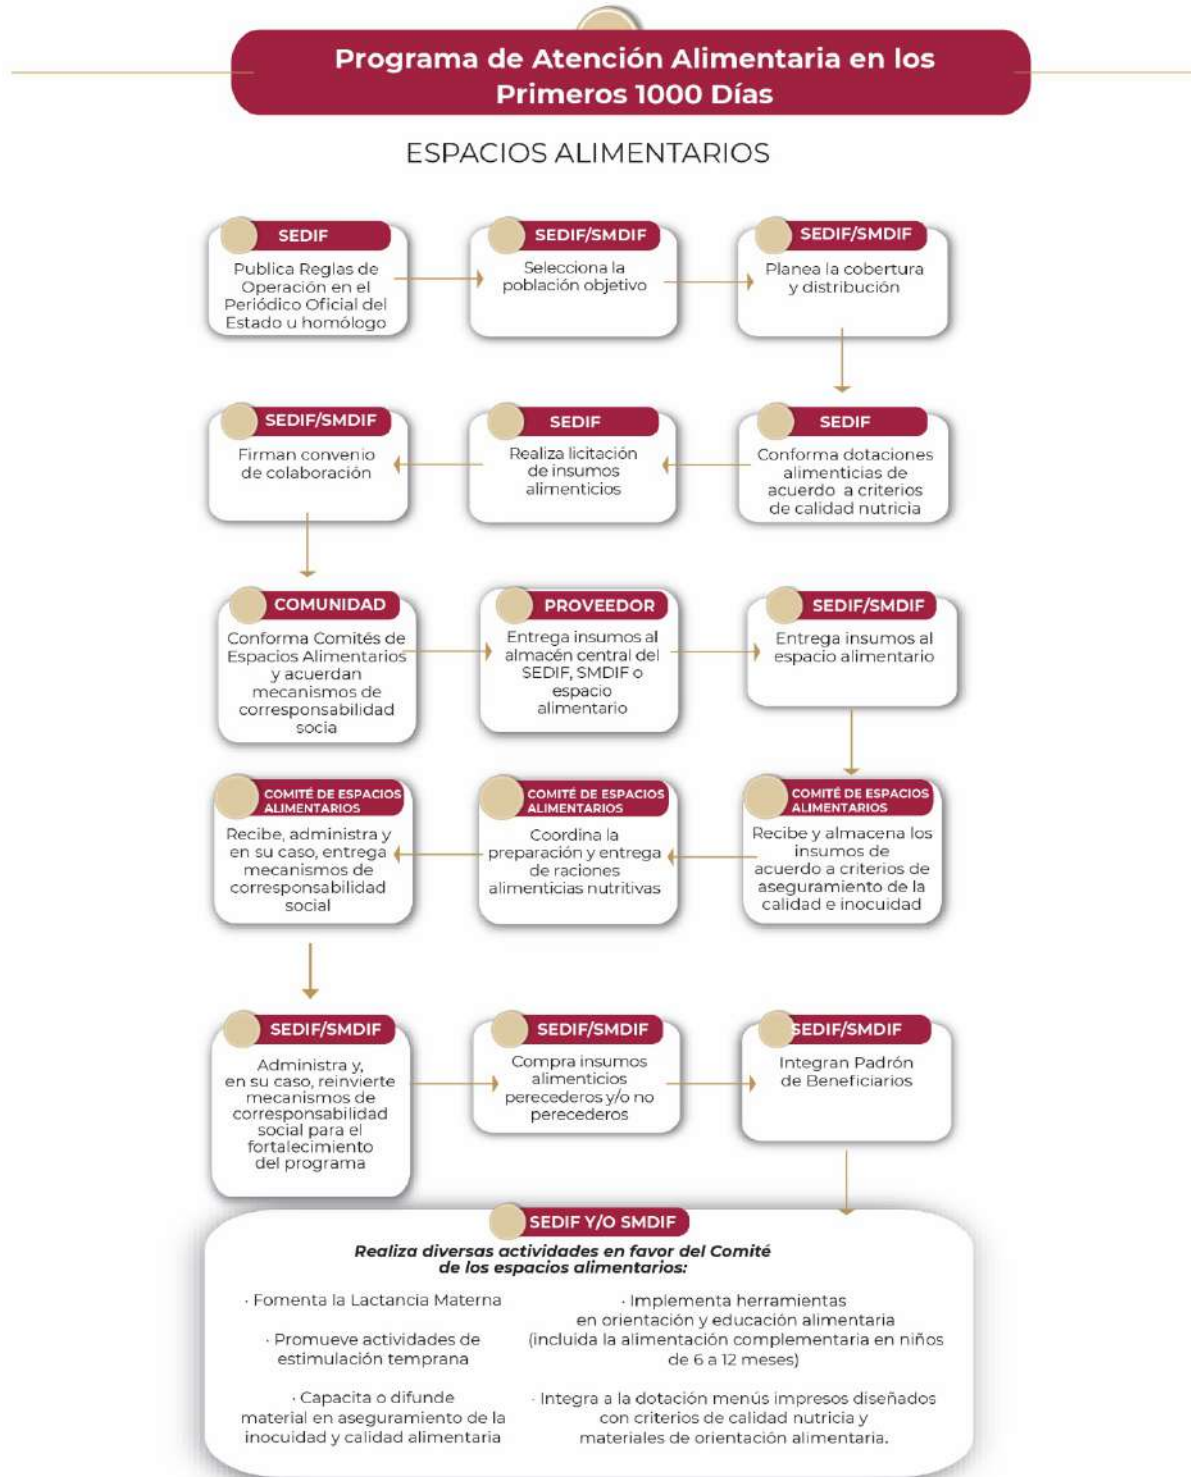 Programa de Atención Alimentaria en los
Primeros 1000 Días
ESPACIOS ALIMENTARIOS
SEDIF
Publica Reglas de
Operación en el
Periódico Oficial del
Estado u homólogo
SEDIF/SMDIF
Selecciona la
población objetivo
SEDIF/SMDIF
Planea la cobertura
y distribución
SEDIF
Conforma dotaciones
alimenticias de
acuerdo a criterios
de calidad nutricia
SEDIF
Realiza licitación
de insumos
alimenticios
SEDIF/SMDIF
Firman convenio
de colaboración
COMUNIDAD
Conforma Comités de
Espacios Alimentarios
y acuerdan
mecanismos de
corresponsabilidad
socia
PROVEEDOR
Entrega insumos al
almacén central del
SEDIF, SMDIF o
espacio
alimentario
SEDIF/SMDIF
Entrega insumos al
espacio alimentario
COMITÉ DE ESPACIOS
ALIMENTARIOS
Recibe y almacena los
insumos de
acuerdo a criterios de
aseguramiento de la
calidad e inocuidad
COMITÉ DE ESPACIOS
ALIMENTARIOS
Coordina la
preparación y entrega
de raciones
alimenticias nutritivas
COMITÉ DE ESPACIOS
ALIMENTARIOS
Recibe, administra y
en su caso, entrega
mecanismos de
corresponsabilidad
social
SEDIF/SMDIF
Administra y,
en su caso, reinvierte
mecanismos de
corresponsabilidad
social para el
fortalecimiento
del programa
SEDIF/SMDIF
Compra insumos
alimenticios
perecederos y/o no
perecederos
SEDIF/SMDIF
Integran Padrón
de Beneficiarios
SEDIF Y/O SMDIF
Realiza diversas actividades en favor del Comité
de los espacios alimentarios:
· Fomenta la Lactancia Materna
· Promueve actividades de
estimulación temprana
· Capacita o difunde
material en aseguramiento de la
inocuidad y calidad alimentaria
· Implementa herramientas
en orientación y educación alimentaria
(incluida la alimentación complementaria en niños
de 6 a 12 meses)
· Integra a la dotación menús impresos diseñados
con criterios de calidad nutricia y
materiales de orientación alimentaria.